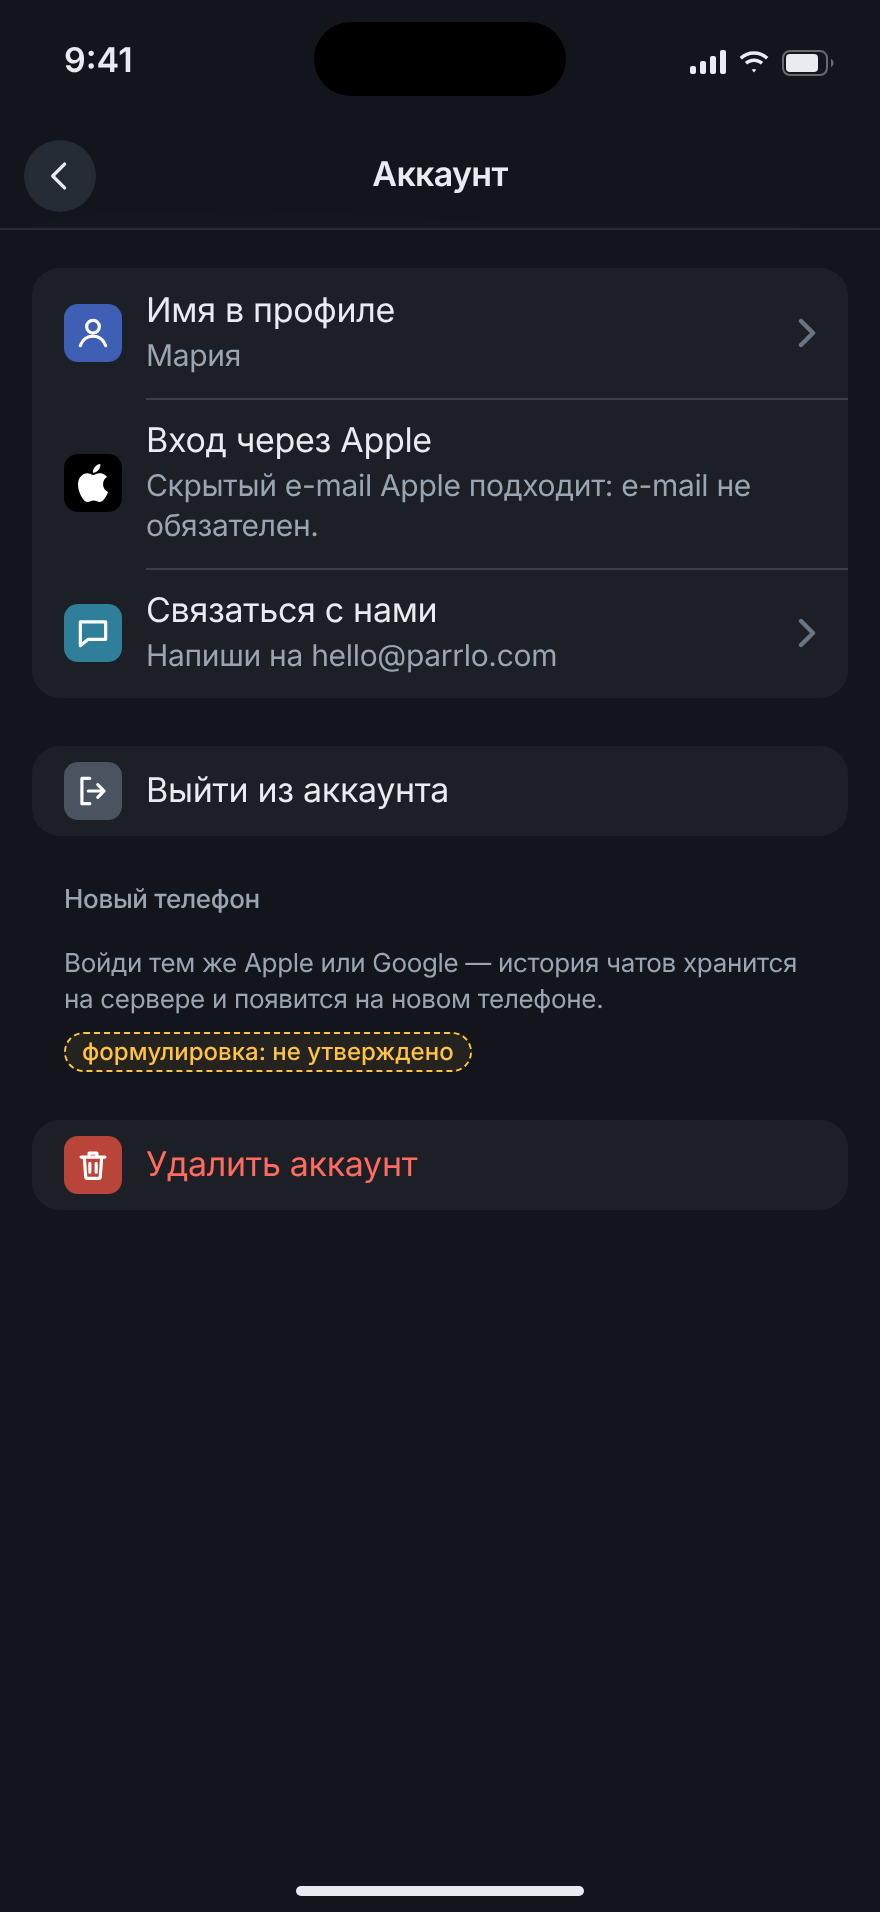 9:41
Аккаунт
Имя в профиле
Мария
Вход через Apple
Скрытый e-mail Apple подходит: e-mail не
обязателен.
Связаться с нами
Напиши на hello@parrlo.com
Выйти из аккаунта
Новый телефон
Войди тем же Apple или Google — история чатов хранится
на сервере и появится на новом телефоне.
формулировка: не утверждено
Удалить аккаунт